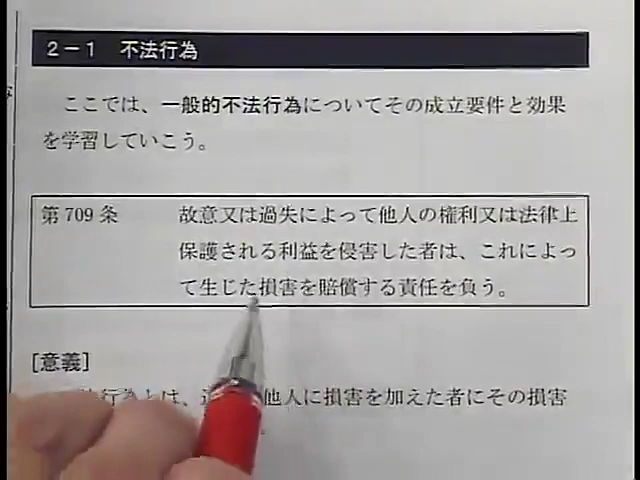 2－1 不法行為
ここでは、一般的不法行為についてその成立要件と効果
を学習していこう。
第709条 故意又は過失によって他人の権利又は法律上
保護される利益を侵害した者は、これによっ
て生じた損害を賠償する責任を負う。
[意義]
行為とは、 他人に損害を加えた者にその損害